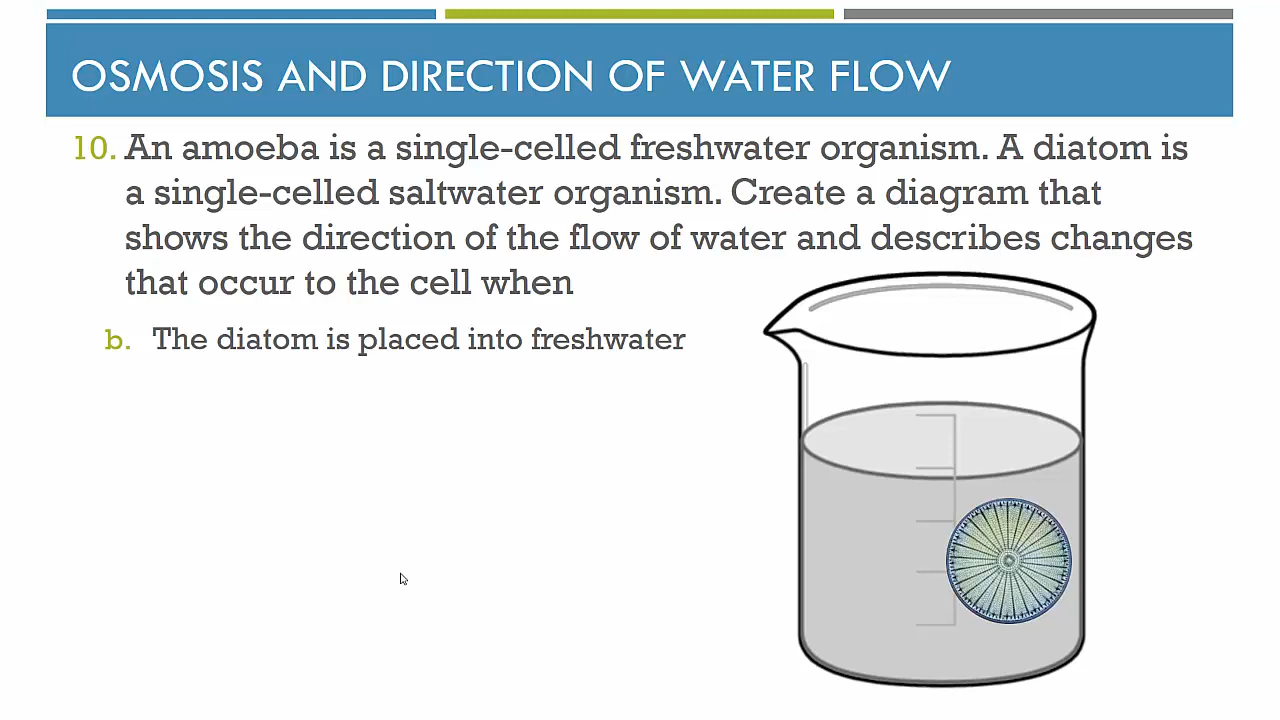 OSMOSIS AND DIRECTION OF WATER FLOW
10. An amoeba is a single-celled freshwater organism. A diatom is
a single-celled saltwater organism. Create a diagram that
shows the direction of the flow of water and describes changes
that occur to the cell when
b. The diatom is placed into freshwater